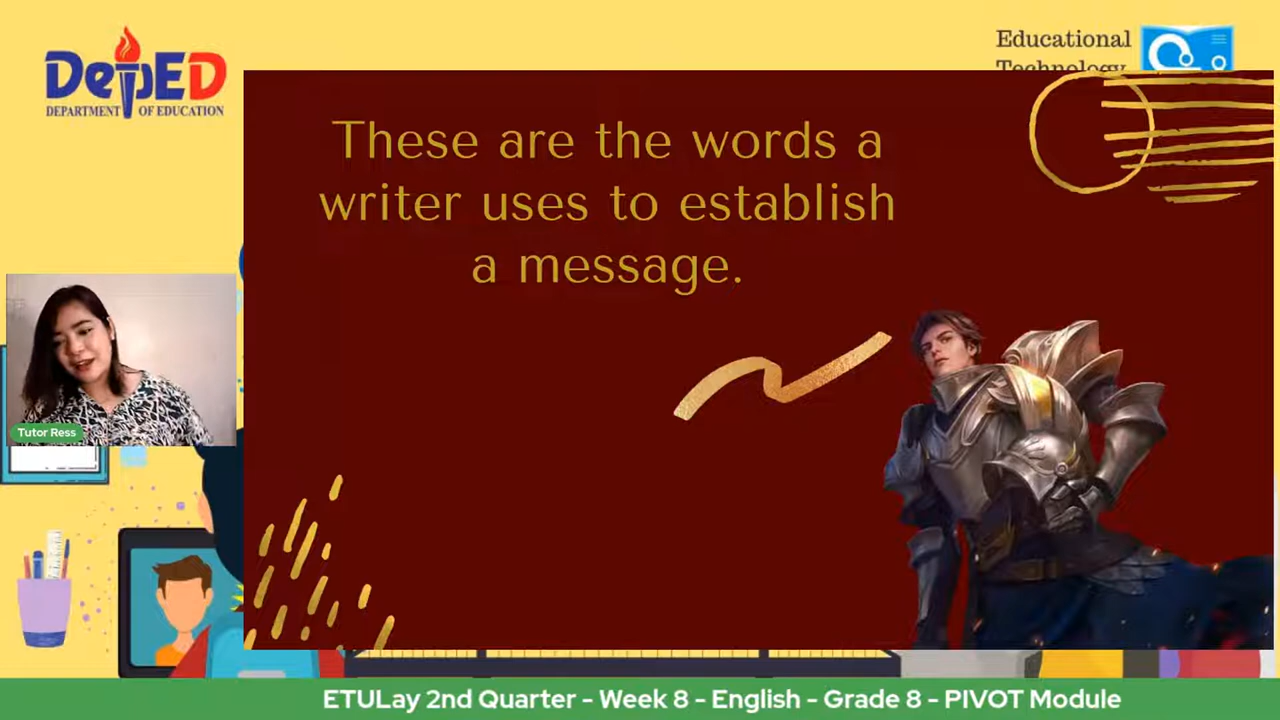 DepED
DEPARTMENT OF EDUCATION
Educational
Technology
These are the words a
writer uses to establish
a message.
Tutor Ress
ETULay 2nd Quarter - Week 8 - English - Grade 8 - PIVOT Module